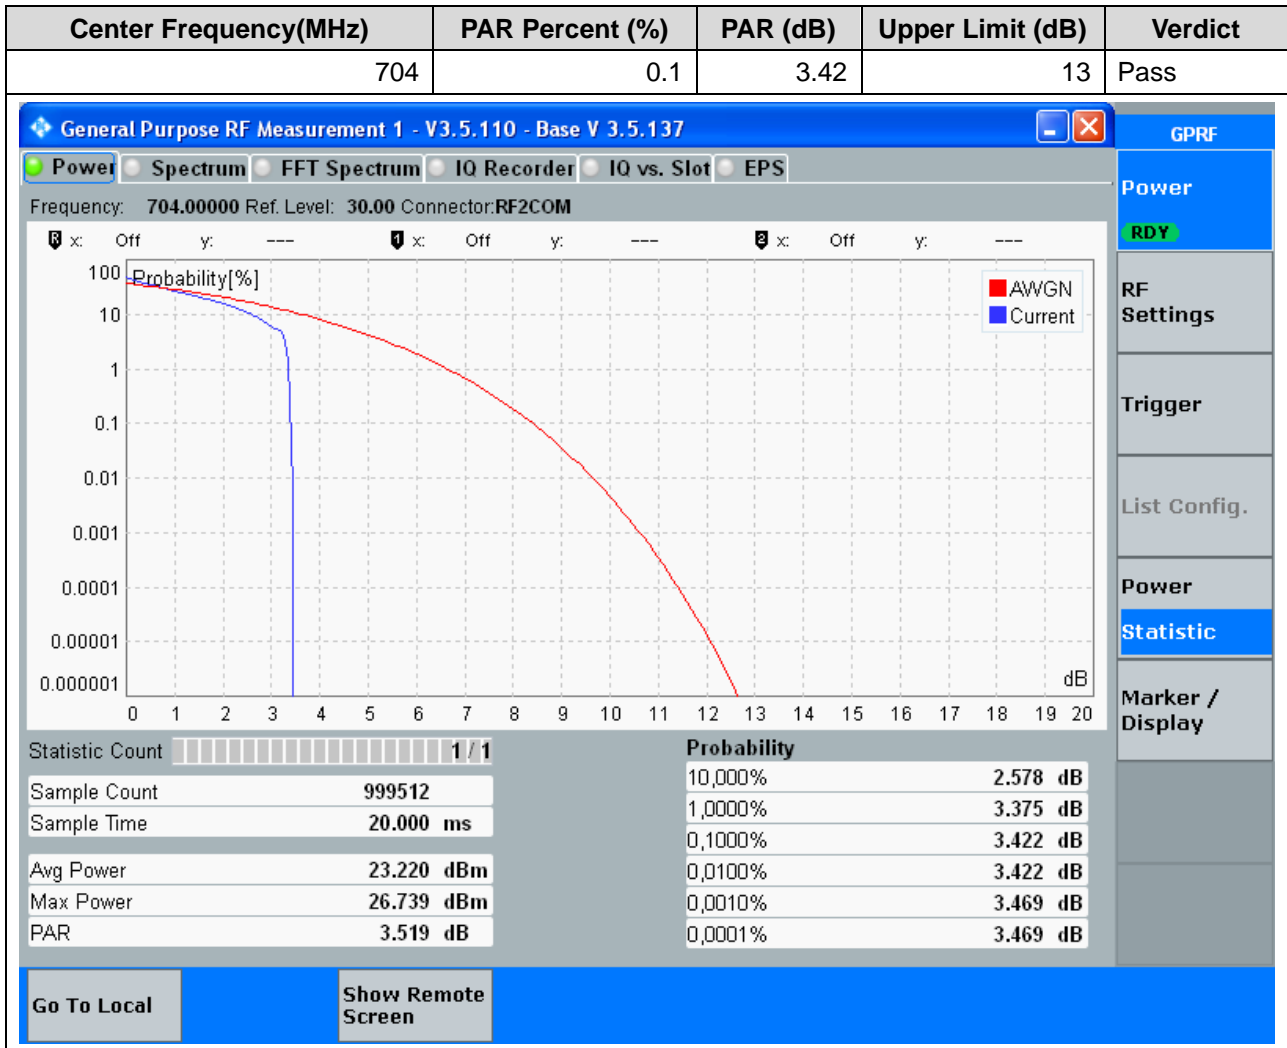 Center Frequency(MHz) PAR Percent (%) PAR (dB) Upper Limit (dB) Verdict
704 0.1 3.42 13 Pass
General Purpose RF Measurement 1 - V3.5.110 - Base V 3.5.137
GPRF
Power Spectrum FFT Spectrum IQ Recorder IQ vs. Slot EPS
Power
RDY
Frequency: 704.00000 Ref. Level: 30.00 Connector:RF2COM
R x: Off y: --- 1 x: Off y: --- 2 x: Off y: ---
Probability[%]
AWGN
Current
100
10
1
0.1
0.01
0.001
0.0001
0.00001
0.000001
dB
0 1 2 3 4 5 6 7 8 9 10 11 12 13 14 15 16 17 18 19 20
RF
Settings
Trigger
List Config.
Power
Statistic
Marker /
Display
Statistic Count 1 / 1
Sample Count 999512
Sample Time 20.000 ms
Avg Power 23.220 dBm
Max Power 26.739 dBm
PAR 3.519 dB
Probability
10,000% 2.578 dB
1,0000% 3.375 dB
0,1000% 3.422 dB
0,0100% 3.422 dB
0,0010% 3.469 dB
0,0001% 3.469 dB
Go To Local
Show Remote
Screen